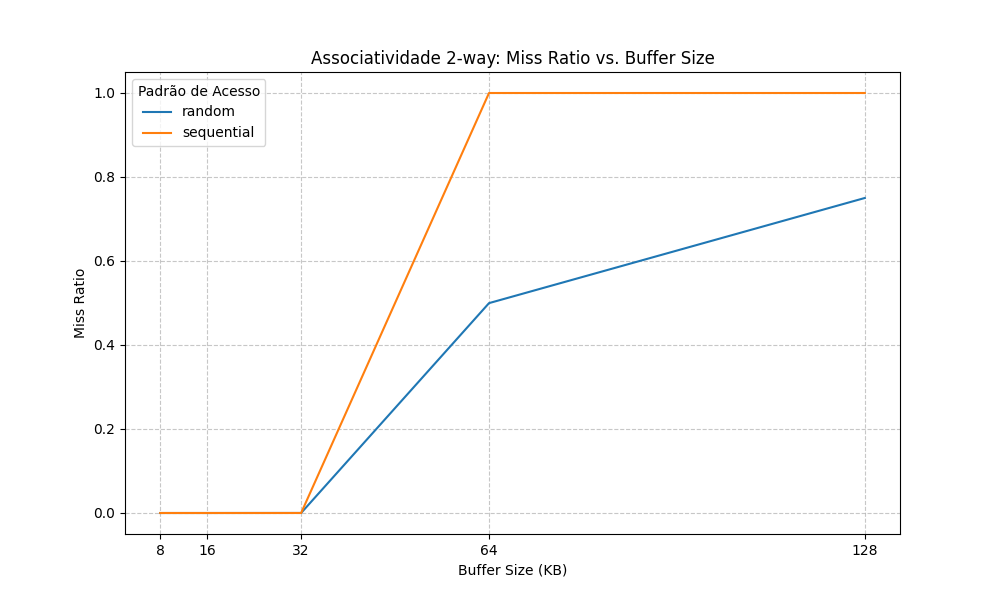 Associatividade 2-way: Miss Ratio vs. Buffer Size
Padrão de Acesso
random
sequential
1.0
0.8
0.6
0.4
0.2
0.0
Miss Ratio
8 16 32 64 128
Buffer Size (KB)